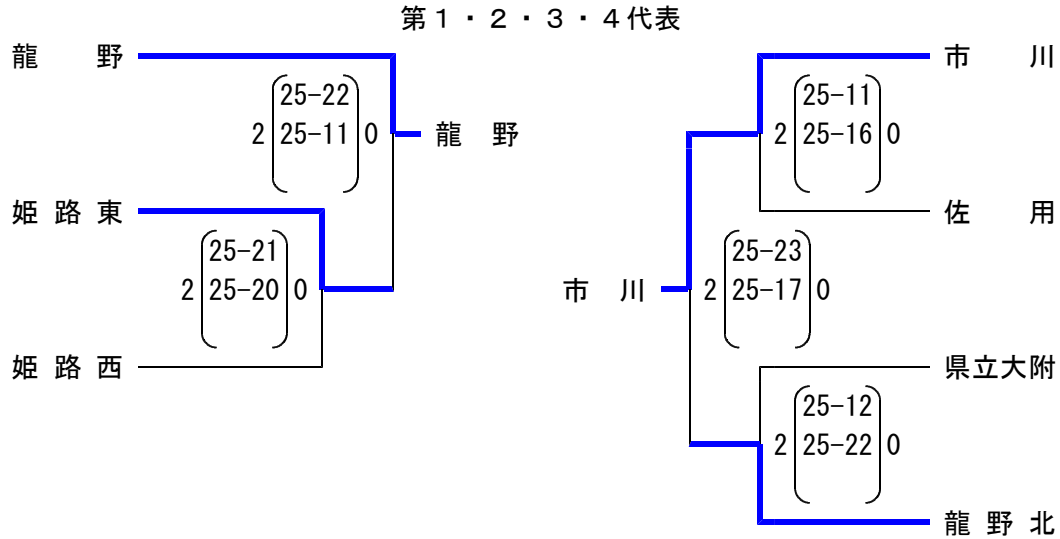 第1・2・3・4代表
龍 野
25-22
2 25-11 0
龍 野
姫 路 東
25-21
2 25-20 0
姫 路 西
市 川
25-11
2 25-16 0
佐 用
25-23
市 川 2 25-17 0
県立大附
25-12
2 25-22 0
龍 野 北